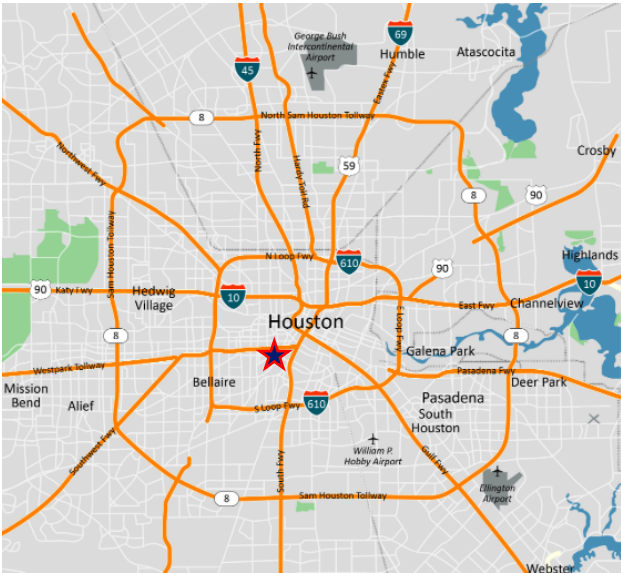 69
George Bush
Intercontinental
Airport
Humble
Atascocita
45
Eastex Fwy
8
North Sam Houston Tollway
North Fwy
Hardy Toll Rd
59
Northwest Fwy
Crosby
90
8
Sam Houston Tollway
N Loop Fwy
610
90
Highlands
90
Katy Fwy
Hedwig
Village
10
East Fwy
Channelview
10
Houston
E Loop Fwy
8
8
Galena Park
Westpark Tollway
Bellaire
Pasadena Fwy
Deer Park
Mission
Bend
Alief
S Loop Fwy
610
Pasadena
South
Houston
Southwest Fwy
South Fwy
William P.
Hobby Airport
Gulf Fwy
Ellington
Airport
8
Sam Houston Tollway
Webster